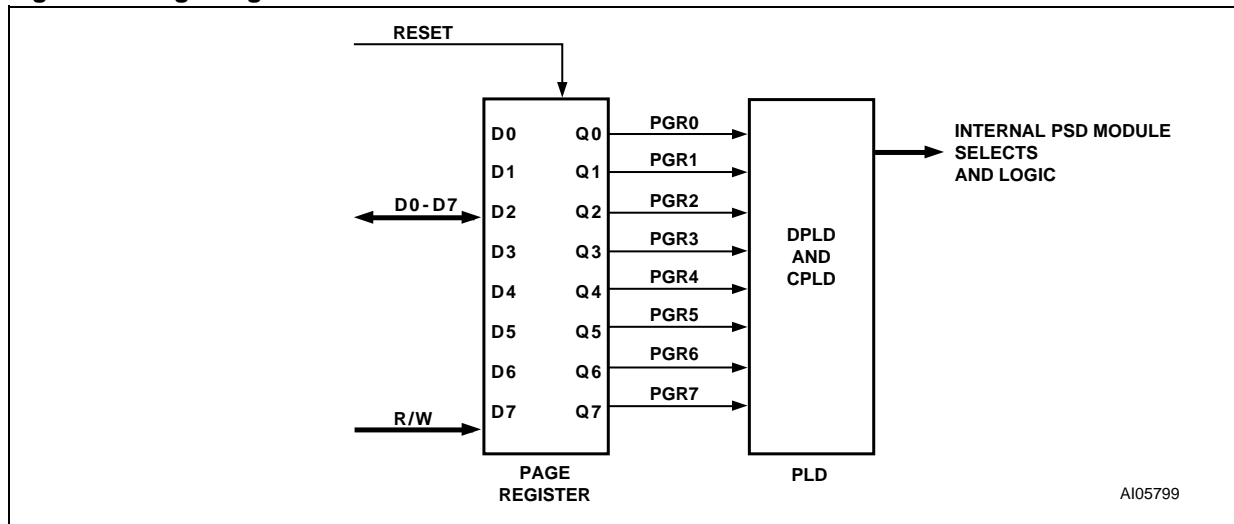 RESET
D0 Q0 PGR0
D1 Q1 PGR1
D0-D7 D2 Q2 PGR2
D3 Q3 PGR3
D4 Q4 PGR4
D5 Q5 PGR5
D6 Q6 PGR6
R/W D7 Q7 PGR7
PAGE
REGISTER
DPLD
AND
CPLD
PLD
INTERNAL PSD MODULE
SELECTS
AND LOGIC
AI05799